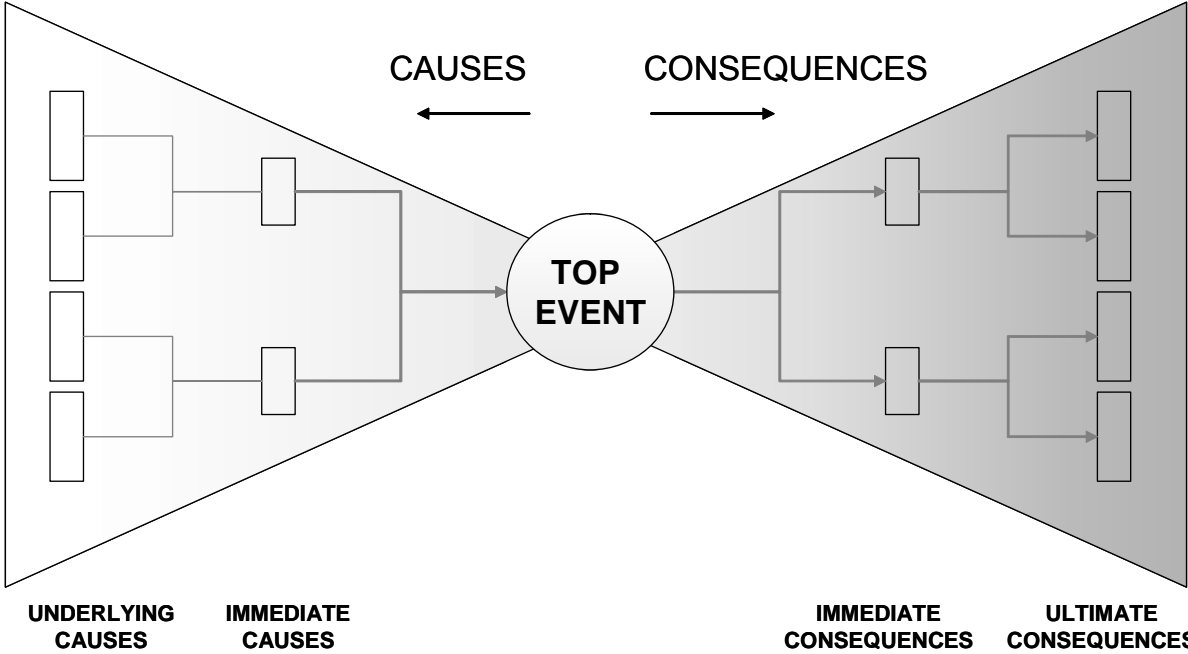 CAUSES
CONSEQUENCES
TOP
EVENT
UNDERLYING
CAUSES
IMMEDIATE
CAUSES
IMMEDIATE
CONSEQUENCES
ULTIMATE
CONSEQUENCES